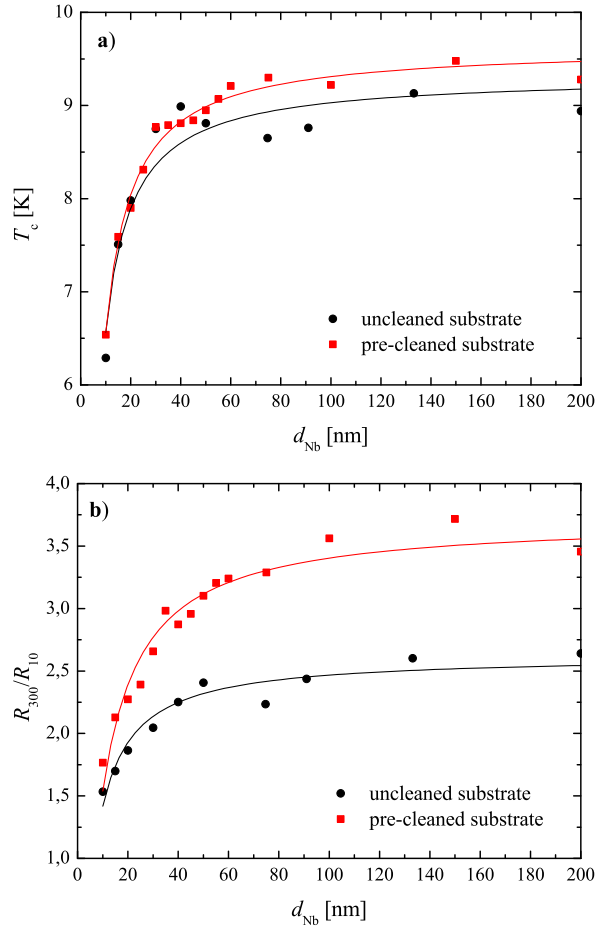 a)
10
9
8
7
6
T_c [K]
uncleaned substrate
pre-cleaned substrate
0 20 40 60 80 100 120 140 160 180 200
d_Nb [nm]
b)
4,0
3,5
3,0
2,5
2,0
1,5
1,0
R_300/R_10
uncleaned substrate
pre-cleaned substrate
0 20 40 60 80 100 120 140 160 180 200
d_Nb [nm]